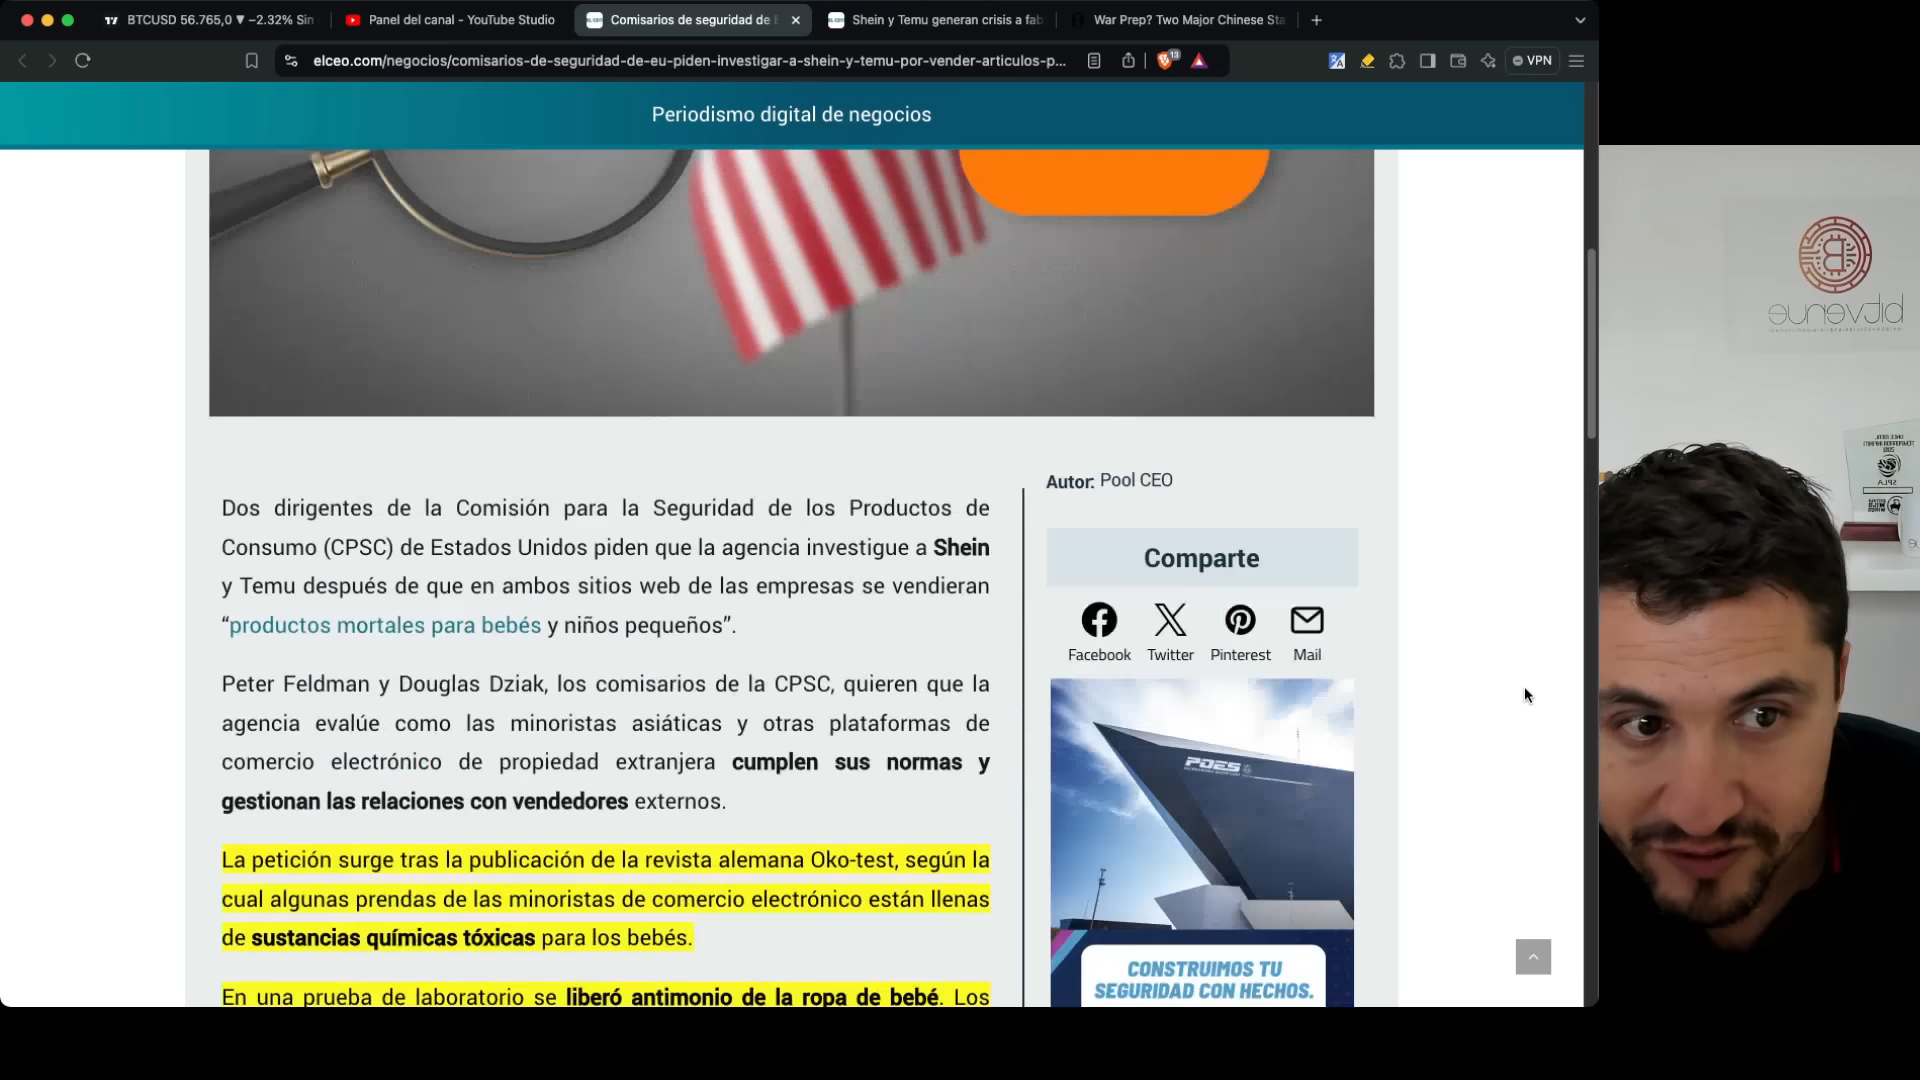 BTCUSD 56.765,0 ▼ −2.32% Sin
Panel del canal - YouTube Studio
Comisarios de seguridad de E
Shein y Temu generan crisis a fab
War Prep? Two Major Chinese Sta
elceo.com/negocios/comisarios-de-seguridad-de-eu-piden-investigar-a-shein-y-temu-por-vender-articulos-p...
13
VPN
Periodismo digital de negocios
bitvenue
Dos dirigentes de la Comisión para la Seguridad de los Productos de
Consumo (CPSC) de Estados Unidos piden que la agencia investigue a Shein
y Temu después de que en ambos sitios web de las empresas se vendieran
“productos mortales para bebés y niños pequeños”.
Peter Feldman y Douglas Dziak, los comisarios de la CPSC, quieren que la
agencia evalúe como las minoristas asiáticas y otras plataformas de
comercio electrónico de propiedad extranjera cumplen sus normas y
gestionan las relaciones con vendedores externos.
La petición surge tras la publicación de la revista alemana Oko-test, según la
cual algunas prendas de las minoristas de comercio electrónico están llenas
de sustancias químicas tóxicas para los bebés.
En una prueba de laboratorio se liberó antimonio de la ropa de bebé. Los
Autor: Pool CEO
Comparte
Facebook Twitter Pinterest Mail
PDES
CONSTRUIMOS TU
SEGURIDAD CON HECHOS.
SPLA